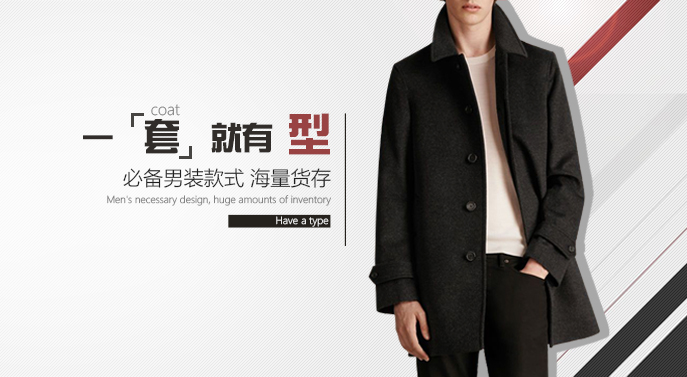 coat
一「套」就有 型
必备男装款式 海量货存
Men's necessary design, huge amounts of inventory
Have a type